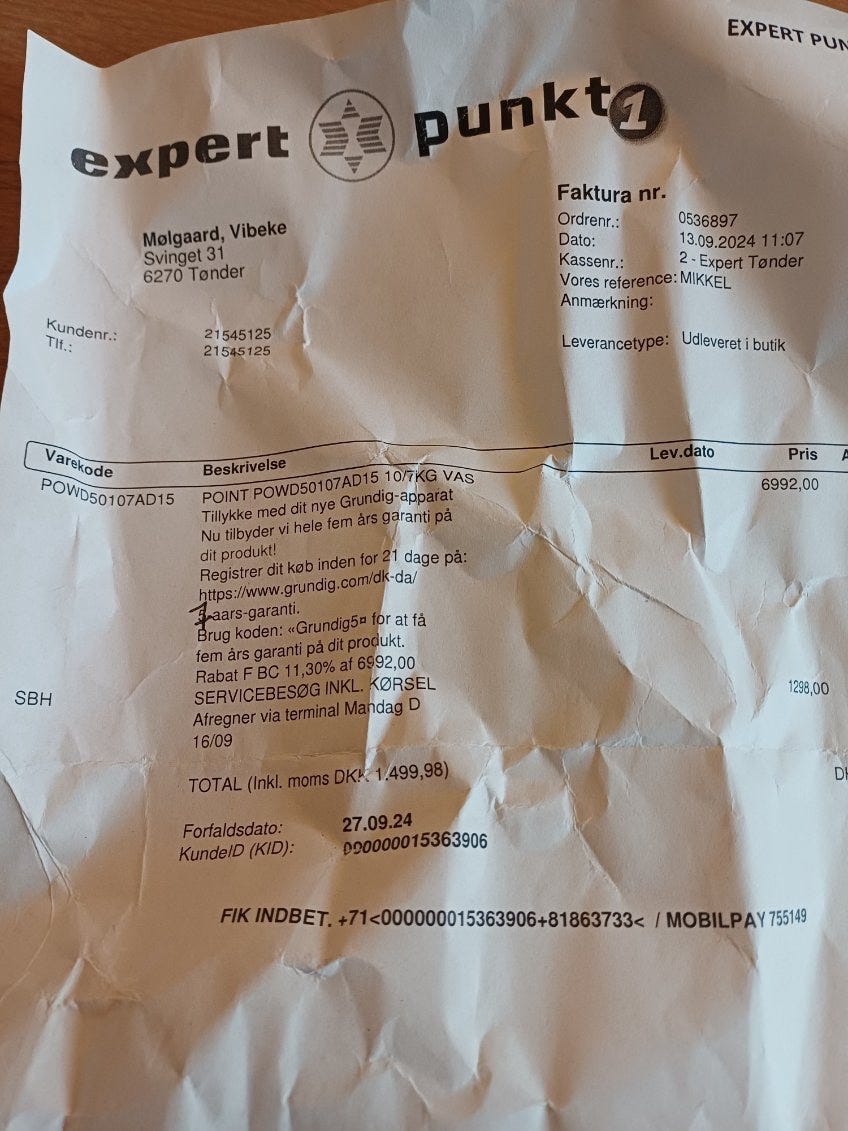 EXPERT PUN
expert punkt 1
Faktura nr.
Mølgaard, Vibeke
Svinget 31
6270 Tønder
Ordrenr.: 0536897
Dato: 13.09.2024 11:07
Kassenr.: 2 - Expert Tønder
Vores reference: MIKKEL
Anmærkning:
Kundenr.: 21545125
Tlf.: 21545125
Leverancetype: Udleveret i butik
Varekode Beskrivelse Lev.dato Pris A
POWD50107AD15 POINT POWD50107AD15 10/7KG VAS 6992,00
Tillykke med dit nye Grundig-apparat
Nu tilbyder vi hele fem års garanti på
dit produkt!
Registrer dit køb inden for 21 dage på:
https://www.grundig.com/dk-da/
-aars-garanti.
Brug koden: «Grundig5¤ for at få
fem års garanti på dit produkt.
Rabat F BC 11,30% af 6992,00
SBH SERVICEBESØG INKL. KØRSEL 1298,00
Afregner via terminal Mandag D
16/09
TOTAL (Inkl. moms DKK 1.499,98) DK
Forfaldsdato: 27.09.24
KundeID (KID): 000000015363906
FIK INDBET. +71<000000015363906+81863733< / MOBILPAY 755149